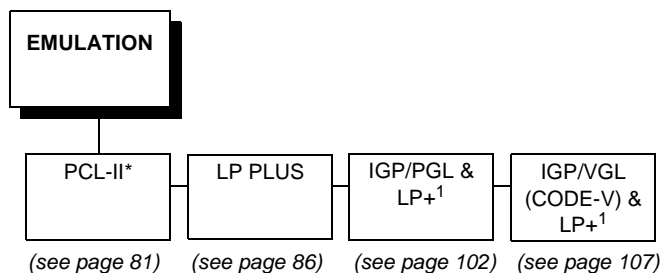 EMULATION
PCL-II*
LP PLUS
IGP/PGL &
LP+1
IGP/VGL
(CODE-V) &
LP+1
(see page 81)
(see page 86)
(see page 102)
(see page 107)